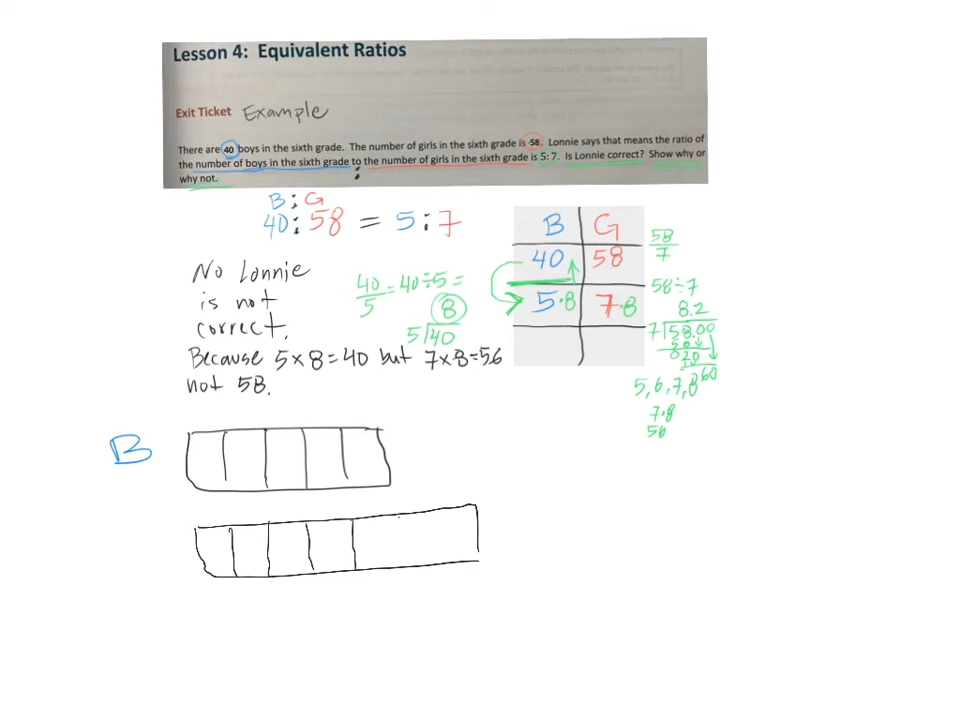 Lesson 4: Equivalent Ratios
Exit Ticket Example
There are 40 boys in the sixth grade. The number of girls in the sixth grade is 58. Lonnie says that means the ratio of
the number of boys in the sixth grade to the number of girls in the sixth grade is 5: 7. Is Lonnie correct? Show why or
why not.
:
B : G
40 : 58 = 5 : 7
No Lonnie
is not
correct.
Because 5 x 8 = 40 but 7 x 8 = 56
not 58.
40/5 = 40 ÷ 5 =
8
5√40
B G
40 58
5·8 7·8
58/7
58 ÷ 7
8.2
7√58.00
56
020
60
5, 6, 7, 8
7·8
56
B